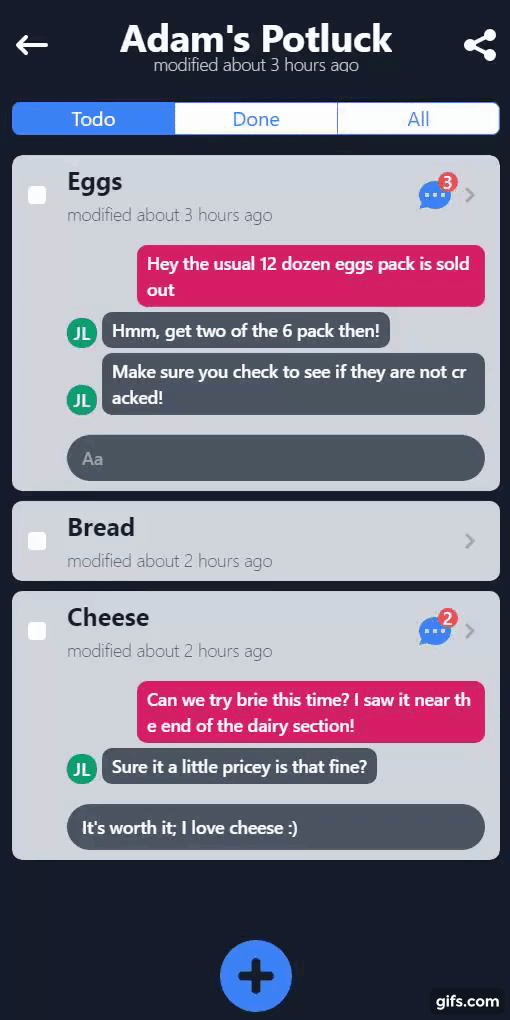 Adam's Potluck
modified about 3 hours ago
Todo
Done
All
Eggs
3
modified about 3 hours ago
Hey the usual 12 dozen eggs pack is sold
out
JL
Hmm, get two of the 6 pack then!
Make sure you check to see if they are not cr
acked!
JL
Aa
Bread
modified about 2 hours ago
Cheese
2
modified about 2 hours ago
Can we try brie this time? I saw it near th
e end of the dairy section!
JL
Sure it a little pricey is that fine?
It's worth it; I love cheese :)
gifs.com